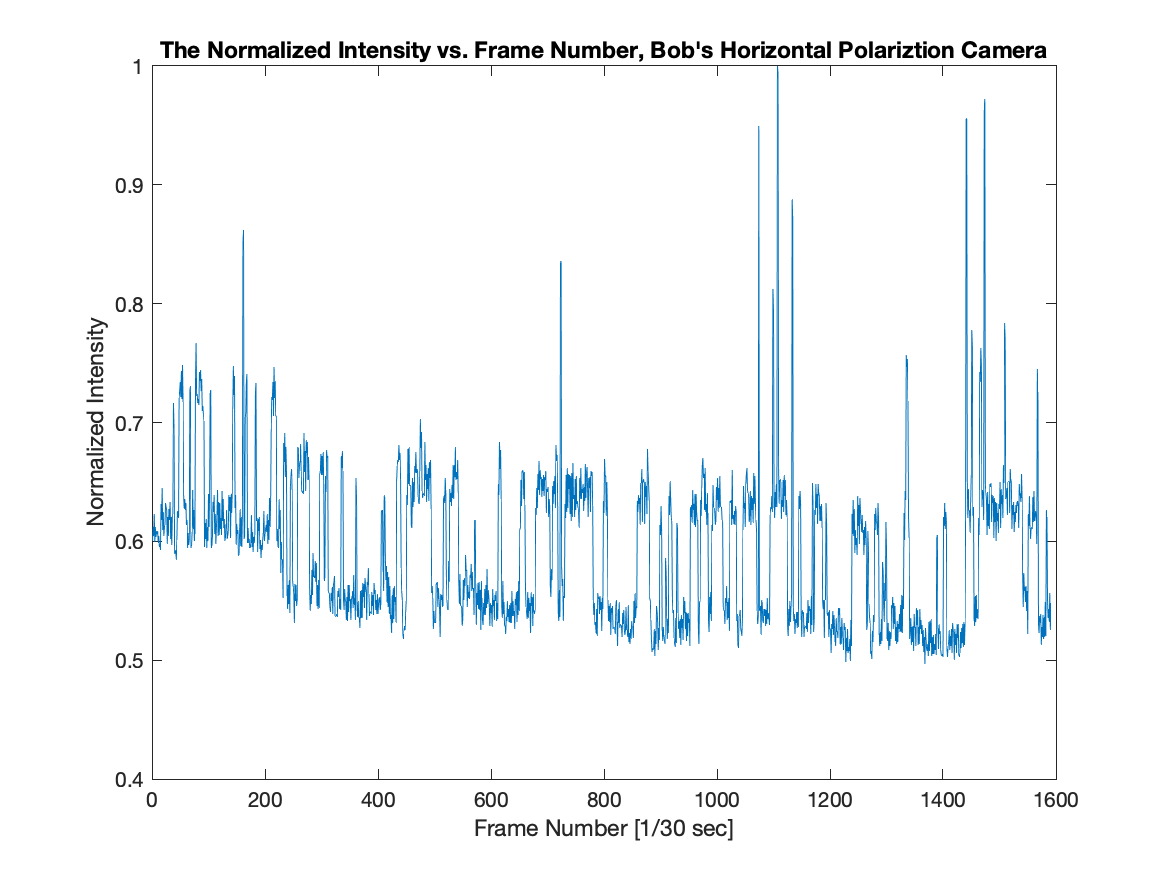 The Normalized Intensity vs. Frame Number, Bob's Horizontal Polariztion Camera
1
0.9
0.8
0.7
0.6
0.5
0.4
Normalized Intensity
0 200 400 600 800 1000 1200 1400 1600
Frame Number [1/30 sec]